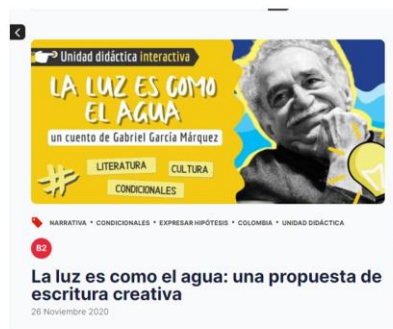 Unidad didáctica interactiva
LA LUZ ES COMO
EL AGUA
un cuento de Gabriel García Márquez
LITERATURA
CULTURA
CONDICIONALES
NARRATIVA • CONDICIONALES • EXPRESAR HIPÓTESIS • COLOMBIA • UNIDAD DIDÁCTICA
B2
La luz es como el agua: una propuesta de
escritura creativa
26 Noviembre 2020